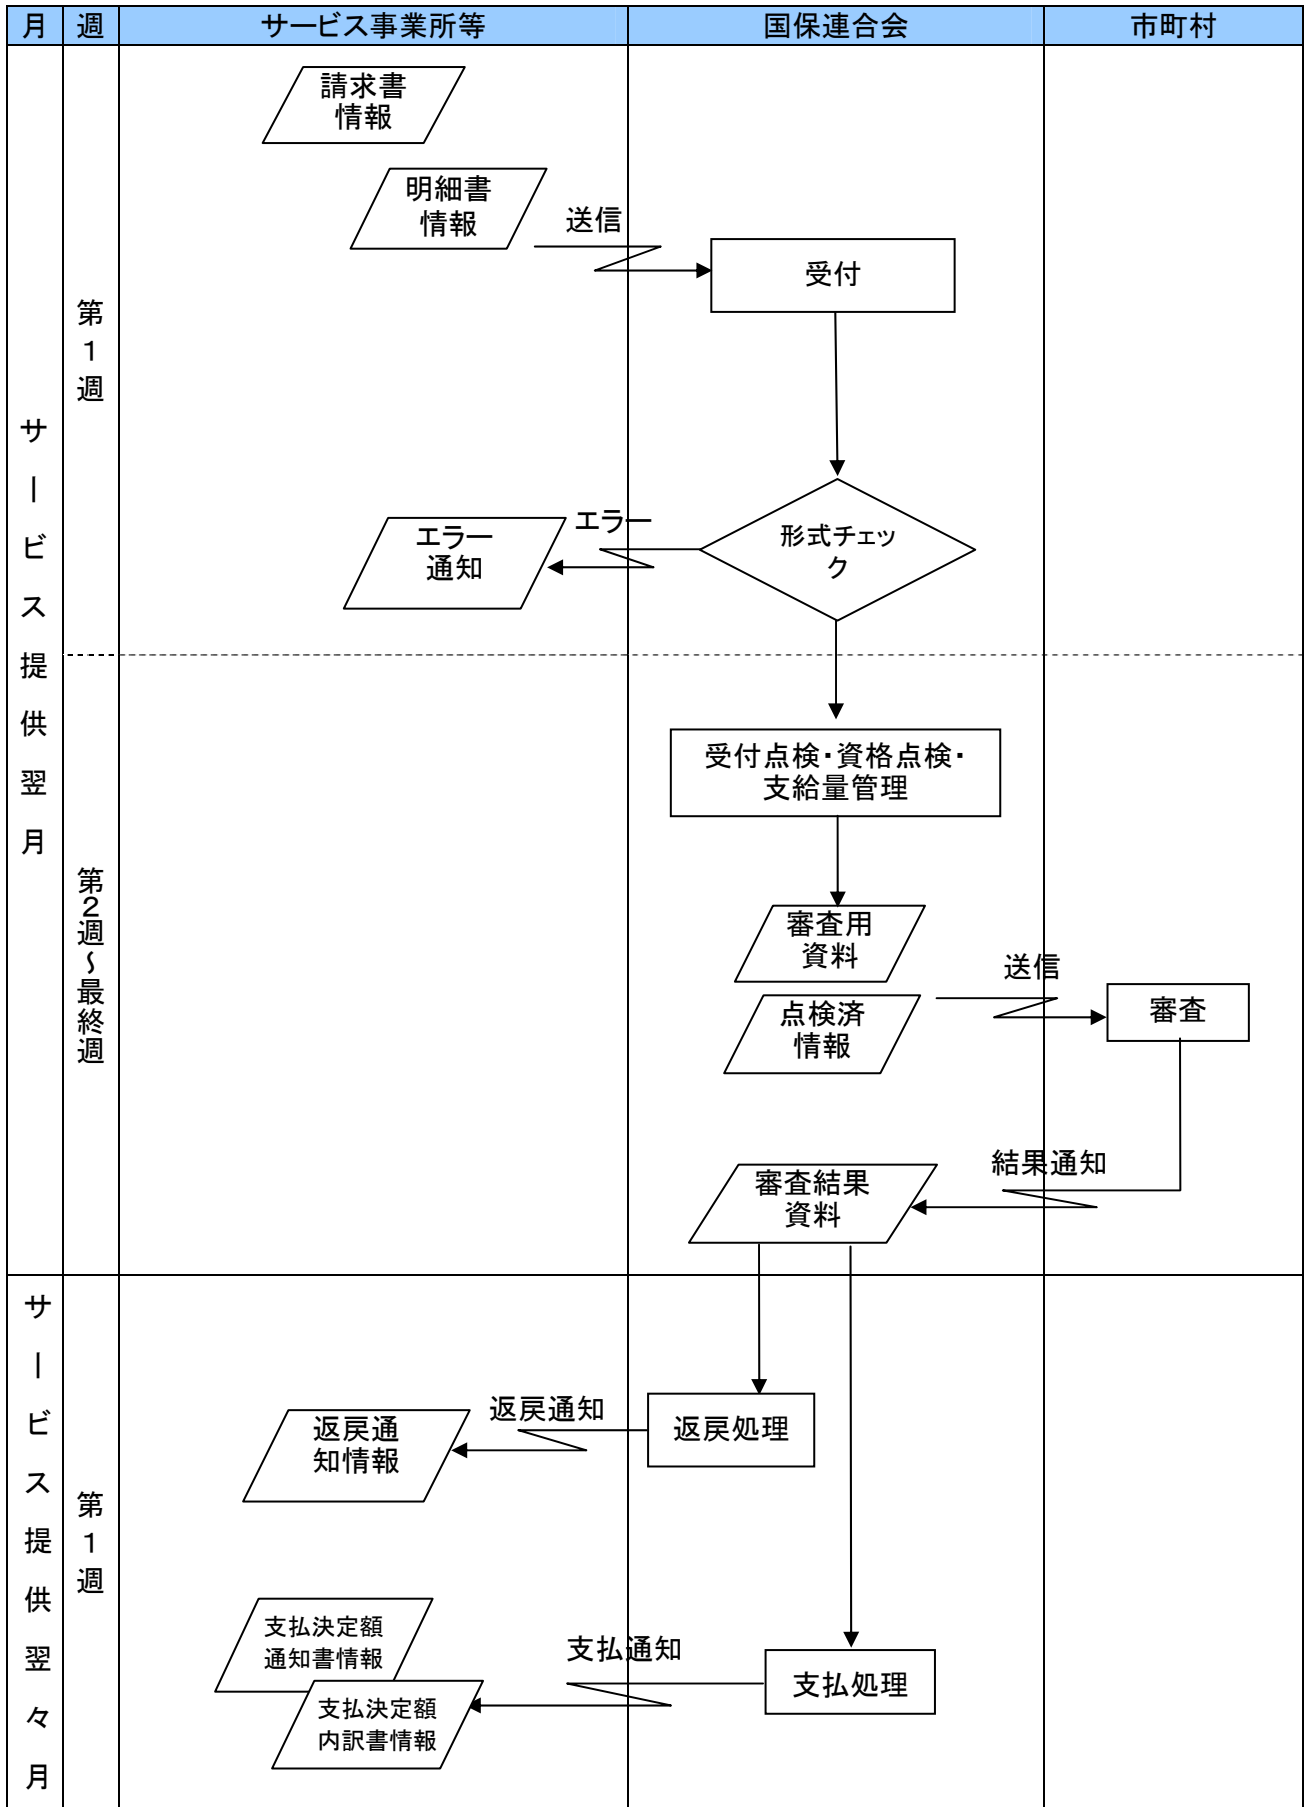 月 週 サービス事業所等 国保連合会 市町村
サービス提供翌月
第1週
請求書
情報
明細書
情報
送信
受付
形式チェッ
ク
エラー
エラー
通知
第2週~最終週
受付点検・資格点検・
支給量管理
審査用
資料
点検済
情報
送信
審査
結果通知
審査結果
資料
サービス提供翌々月
第1週
返戻処理
返戻通知
返戻通
知情報
支払処理
支払通知
支払決定額
通知書情報
支払決定額
内訳書情報